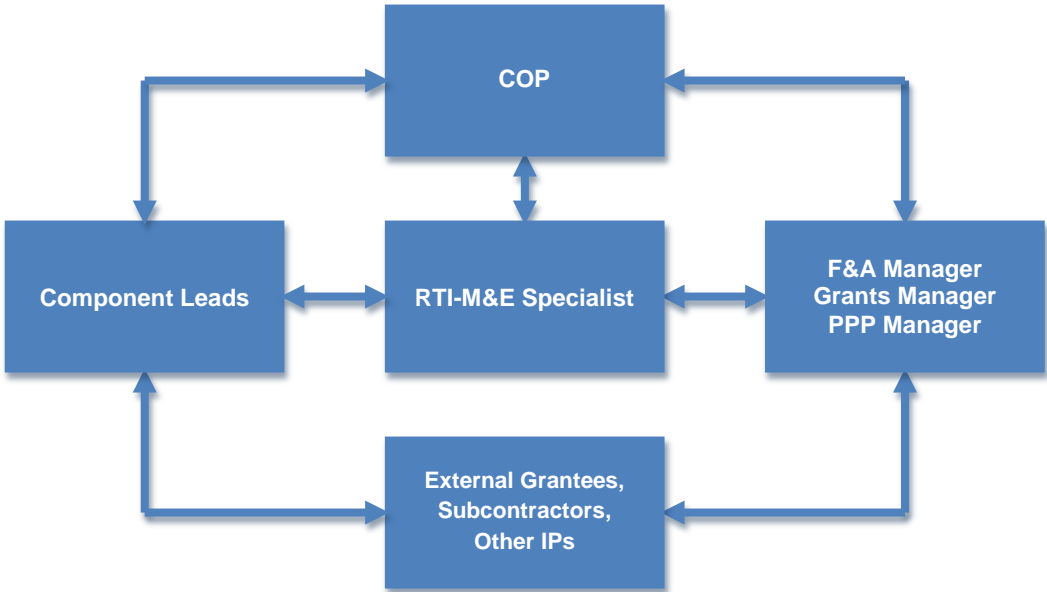 COP
Component Leads
RTI-M&E Specialist
F&A Manager
Grants Manager
PPP Manager
External Grantees,
Subcontractors,
Other IPs